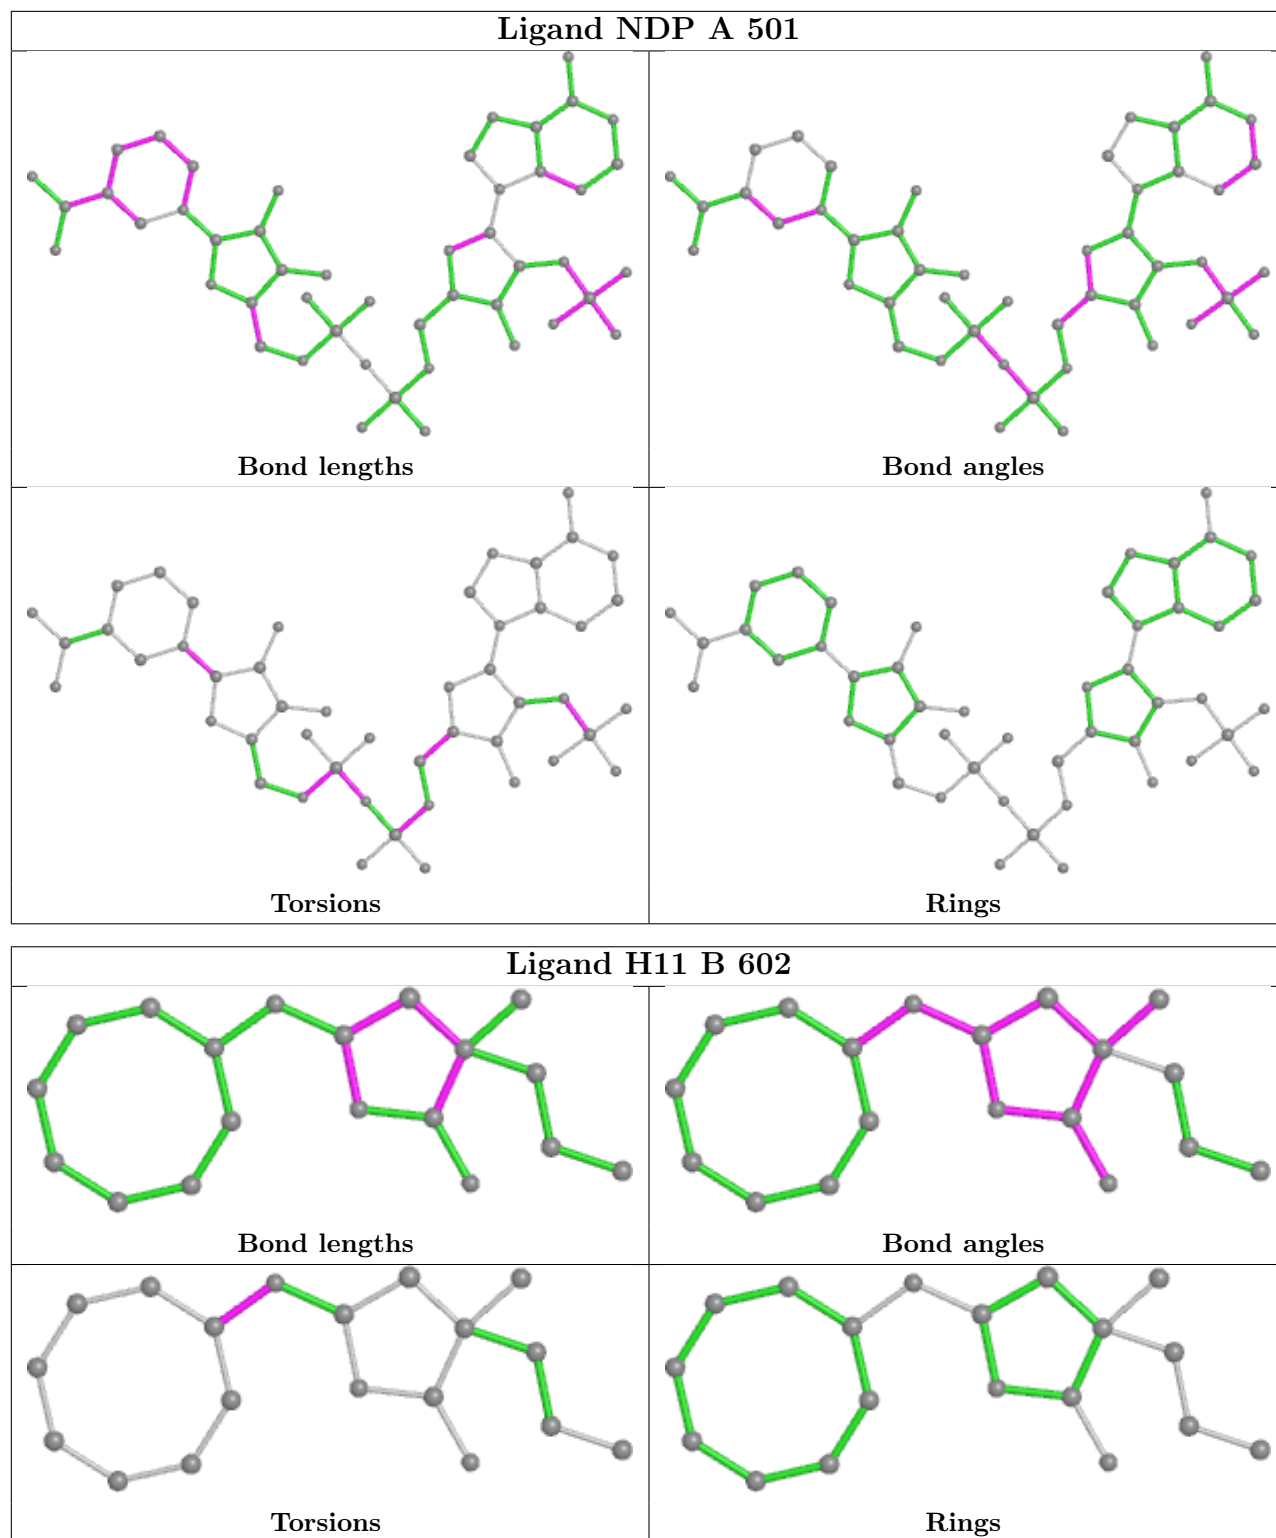 Ligand NDP A 501
Bond lengths
Bond angles
Torsions
Rings
Ligand H11 B 602
Bond lengths
Bond angles
Torsions
Rings